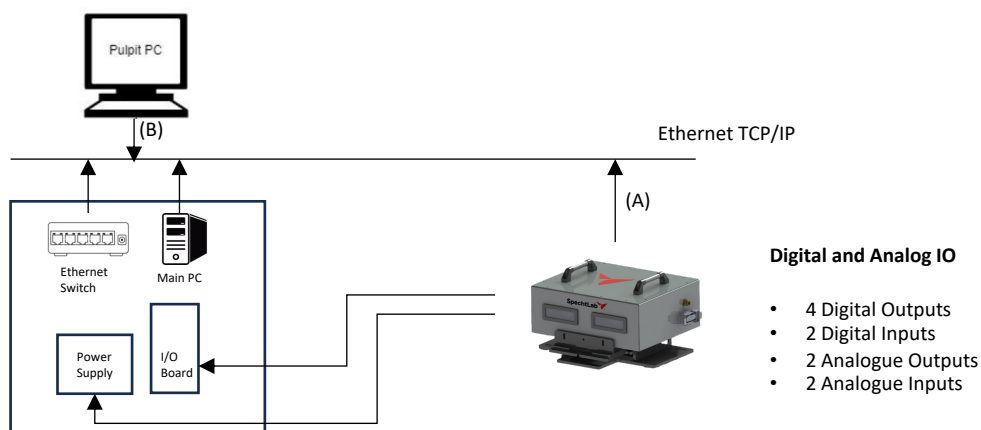 Pulpit PC
(B)
Ethernet TCP/IP
(A)
Ethernet
Switch
Main PC
SpechtLab
Power
Supply
I/O
Board
Digital and Analog IO
• 4 Digital Outputs
• 2 Digital Inputs
• 2 Analogue Outputs
• 2 Analogue Inputs